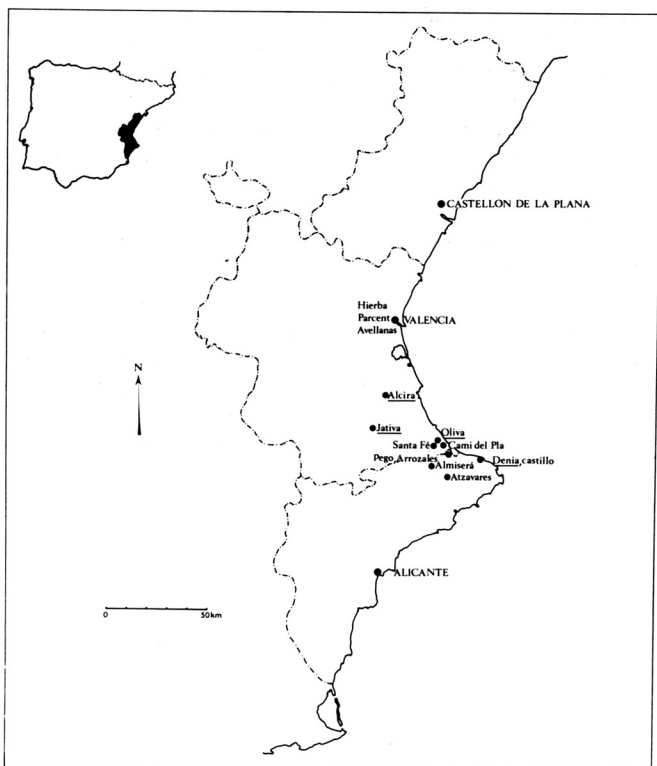 CASTELLON DE LA PLANA
Hierba
Parcent
Avellanas
VALENCIA
N
Alcira
Jativa
Oliva
Santa Fé
Cami del Pla
Pego, Arrozales
Denia, castillo
Almiserá
Atzavares
ALICANTE
0
50km